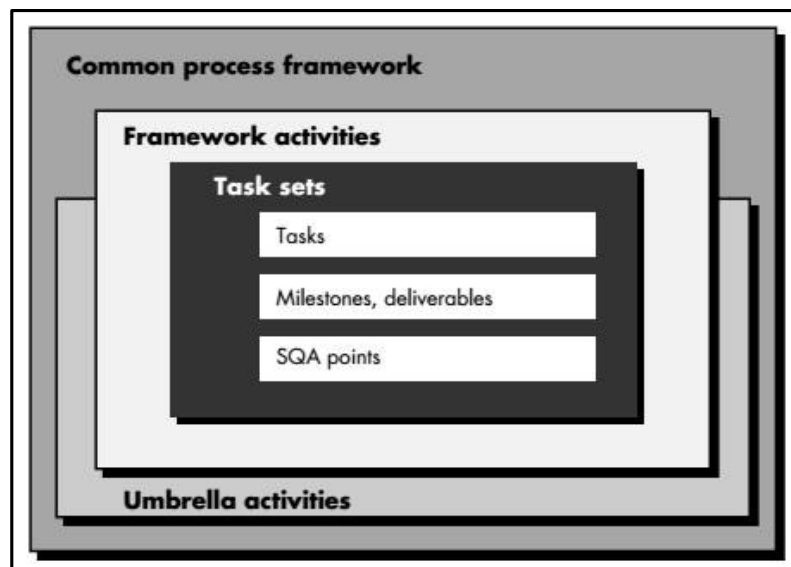 Common process framework
Framework activities
Task sets
Tasks
Milestones, deliverables
SQA points
Umbrella activities